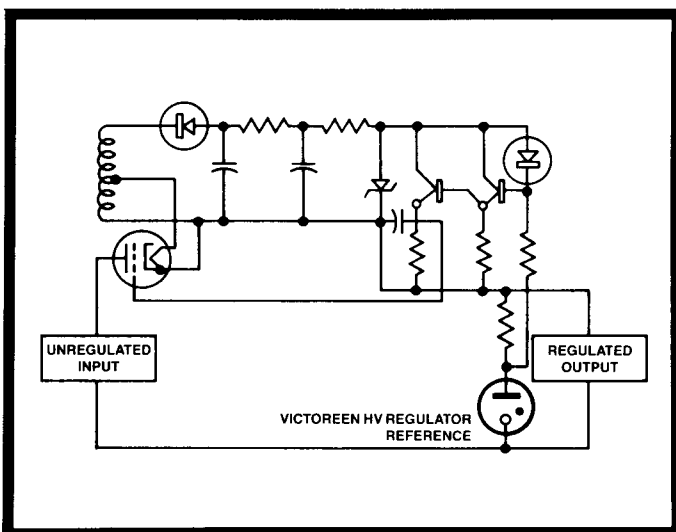 UNREGULATED
INPUT
REGULATED
OUTPUT
VICTOREEN HV REGULATOR
REFERENCE